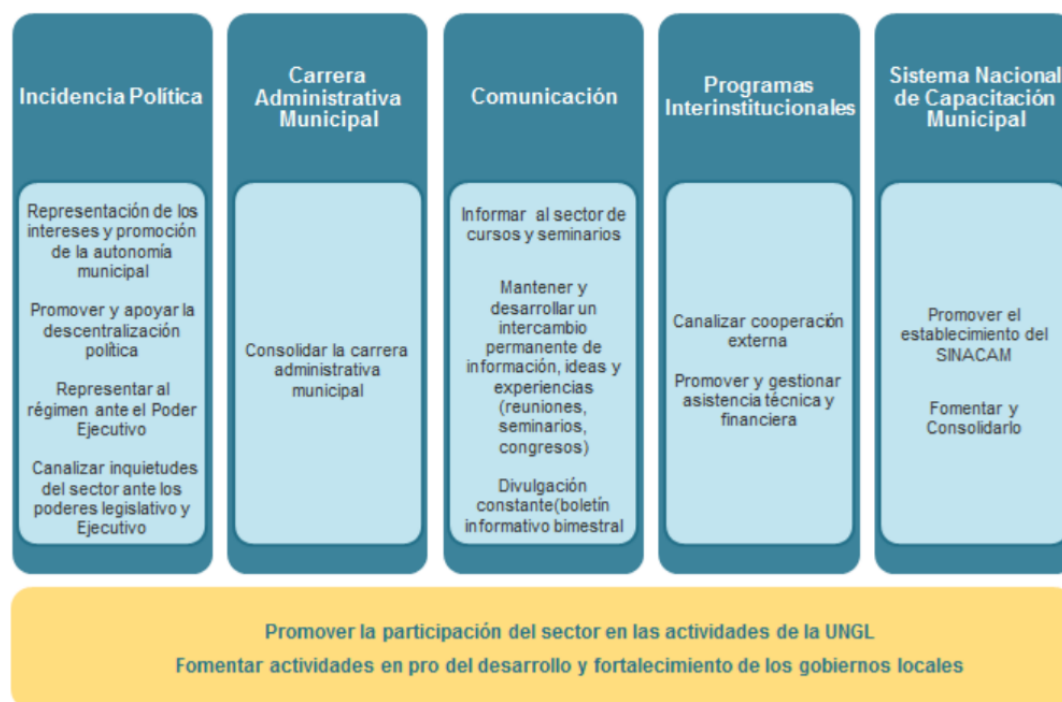 Incidencia Política
Representación de los
intereses y promoción
de la autonomía
municipal
Promover y apoyar la
descentralización
política
Representar al
régimen ante el Poder
Ejecutivo
Canalizar inquietudes
del sector ante los
poderes legislativo y
Ejecutivo
Carrera
Administrativa
Municipal
Consolidar la carrera
administrativa
municipal
Comunicación
Informar al sector de
cursos y seminarios
Mantener y
desarrollar un
intercambio
permanente de
información, ideas y
experiencias
(reuniones,
seminarios,
congresos)
Divulgación
constante(boletín
informativo bimestral
Programas
Interinstitucionales
Canalizar cooperación
externa
Promover y gestionar
asistencia técnica y
financiera
Sistema Nacional
de Capacitación
Municipal
Promover el
establecimiento del
SINACAM
Fomentar y
Consolidarlo
Promover la participación del sector en las actividades de la UNGL
Fomentar actividades en pro del desarrollo y fortalecimiento de los gobiernos locales